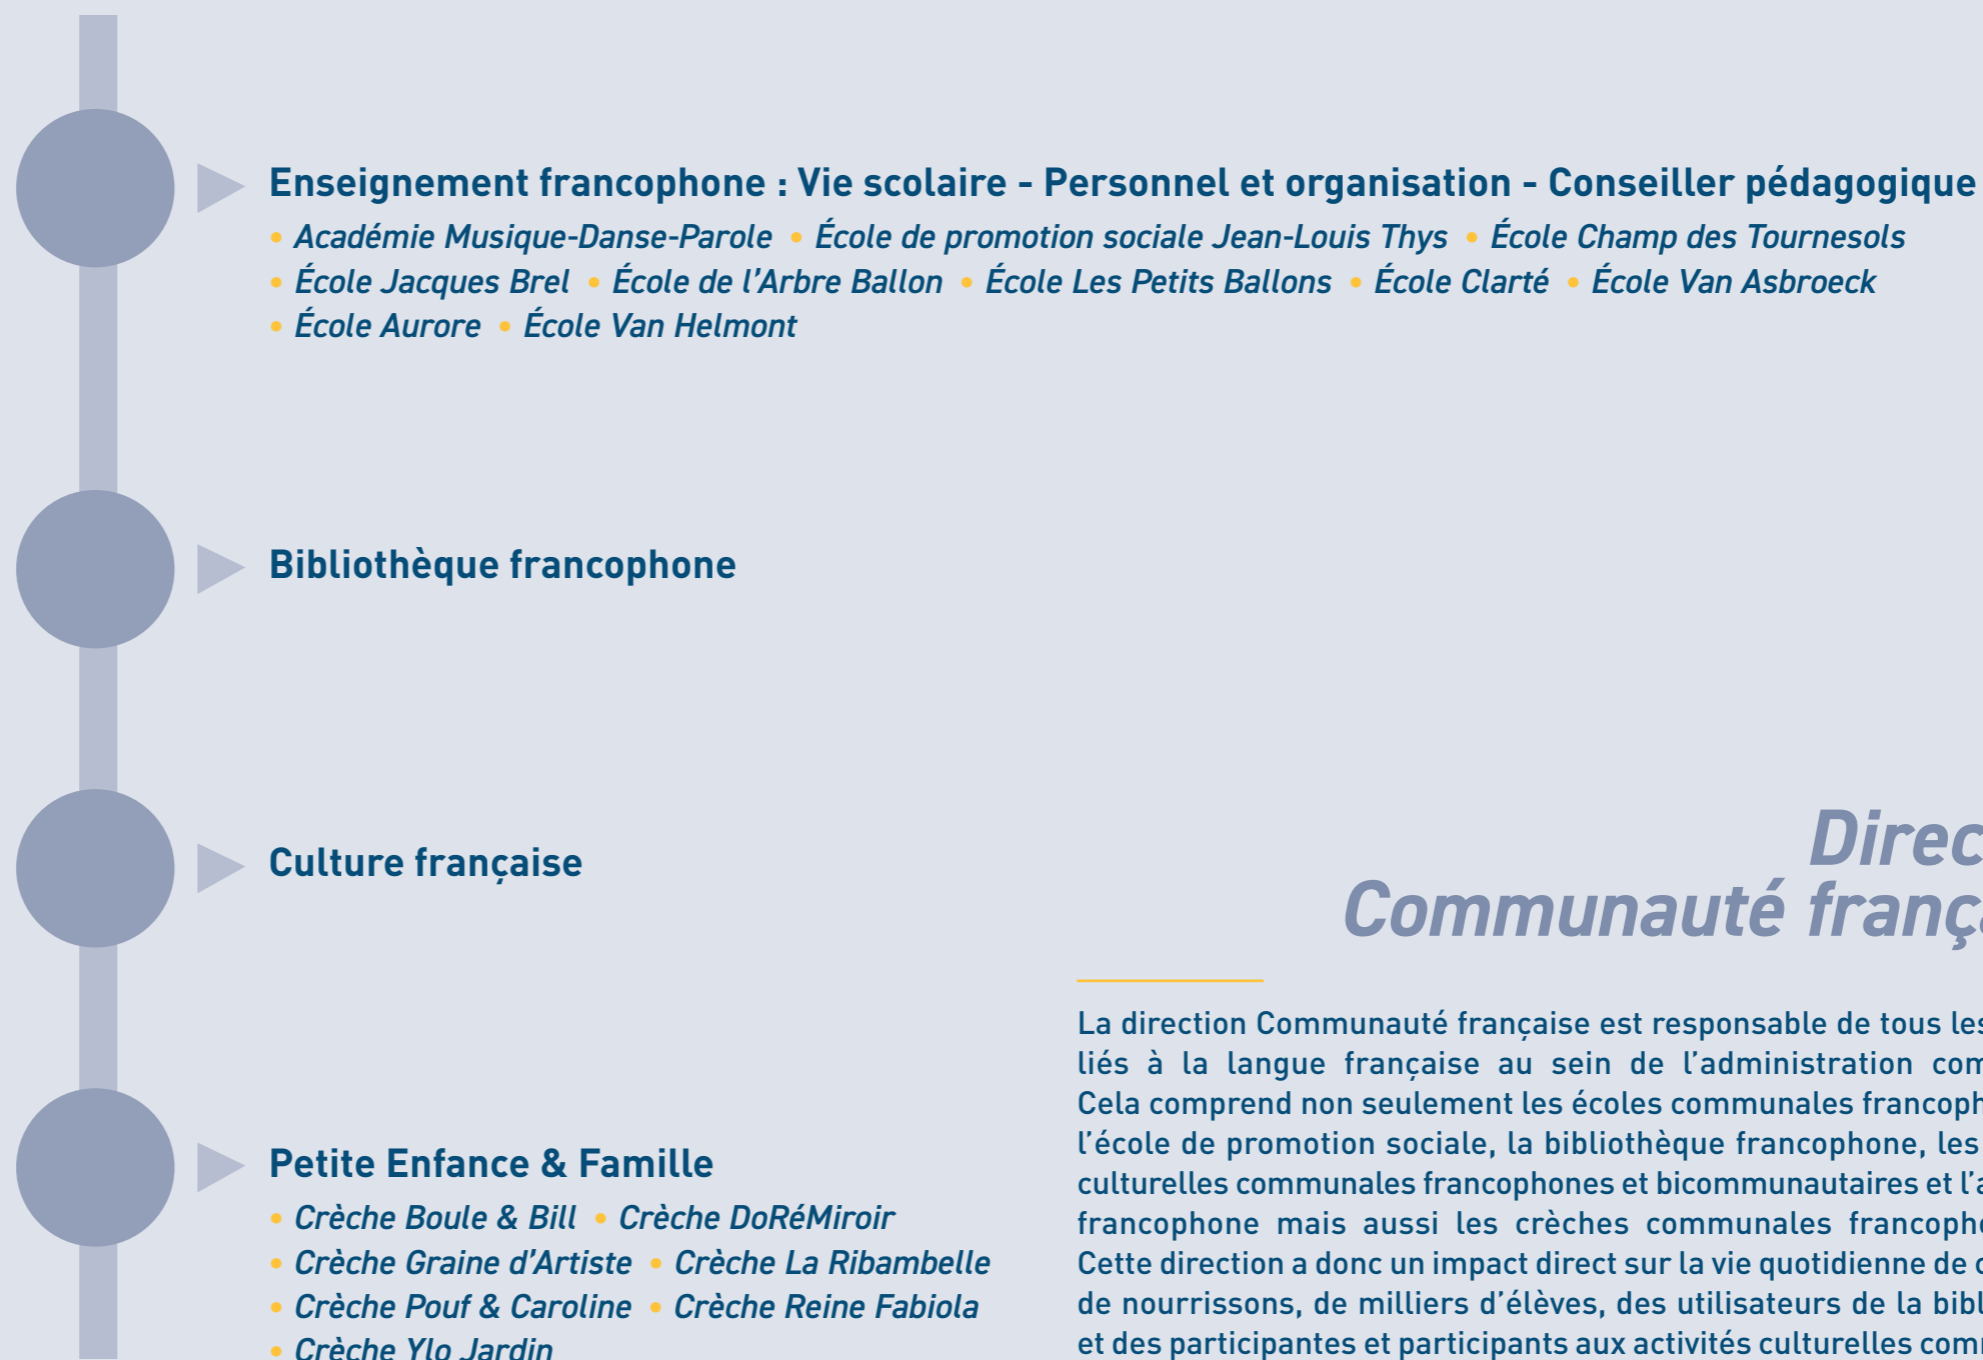 Enseignement francophone : Vie scolaire - Personnel et organisation - Conseiller pédagogique
• Académie Musique-Danse-Parole • École de promotion sociale Jean-Louis Thys • École Champ des Tournesols
• École Jacques Brel • École de l’Arbre Ballon • École Les Petits Ballons • École Clarté • École Van Asbroeck
• École Aurore • École Van Helmont
Bibliothèque francophone
Culture française
Petite Enfance & Famille
• Crèche Boule & Bill • Crèche DoRéMiroir
• Crèche Graine d’Artiste • Crèche La Ribambelle
• Crèche Pouf & Caroline • Crèche Reine Fabiola
• Crèche Ylo Jardin
Communauté
La direction Communauté française est responsable de tous les
liés à la langue française au sein de l’administration
Cela comprend non seulement les écoles communales
l’école de promotion sociale, la bibliothèque francophone, les
culturelles communales francophones et bicommunautaires et
francophone mais aussi les crèches communales
Cette direction a donc un impact direct sur la vie quotidienne de
de nourrissons, de milliers d’élèves, des utilisateurs de la
et des participantes et participants aux activités culturelles